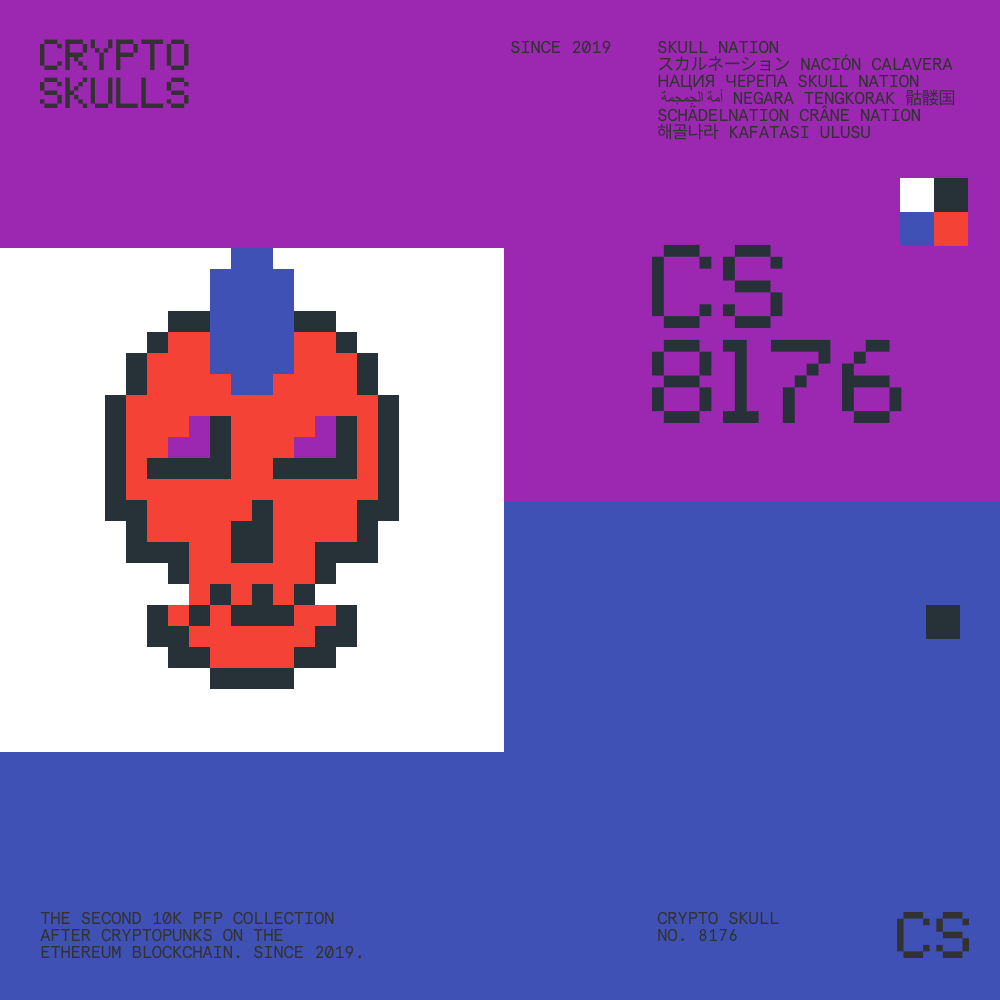 CRYPTO
SKULLS
SINCE 2019
SKULL NATION
スカルネーション NACIÓN CALAVERA
НАЦИЯ ЧЕРЕПА SKULL NATION
أمة الجمجمة NEGARA TENGKORAK 骷髅国
SCHÄDELNATION CRÂNE NATION
해골나라 KAFATASI ULUSU
CS
8176
THE SECOND 10K PFP COLLECTION
AFTER CRYPTOPUNKS ON THE
ETHEREUM BLOCKCHAIN. SINCE 2019.
CRYPTO SKULL
NO. 8176
CS